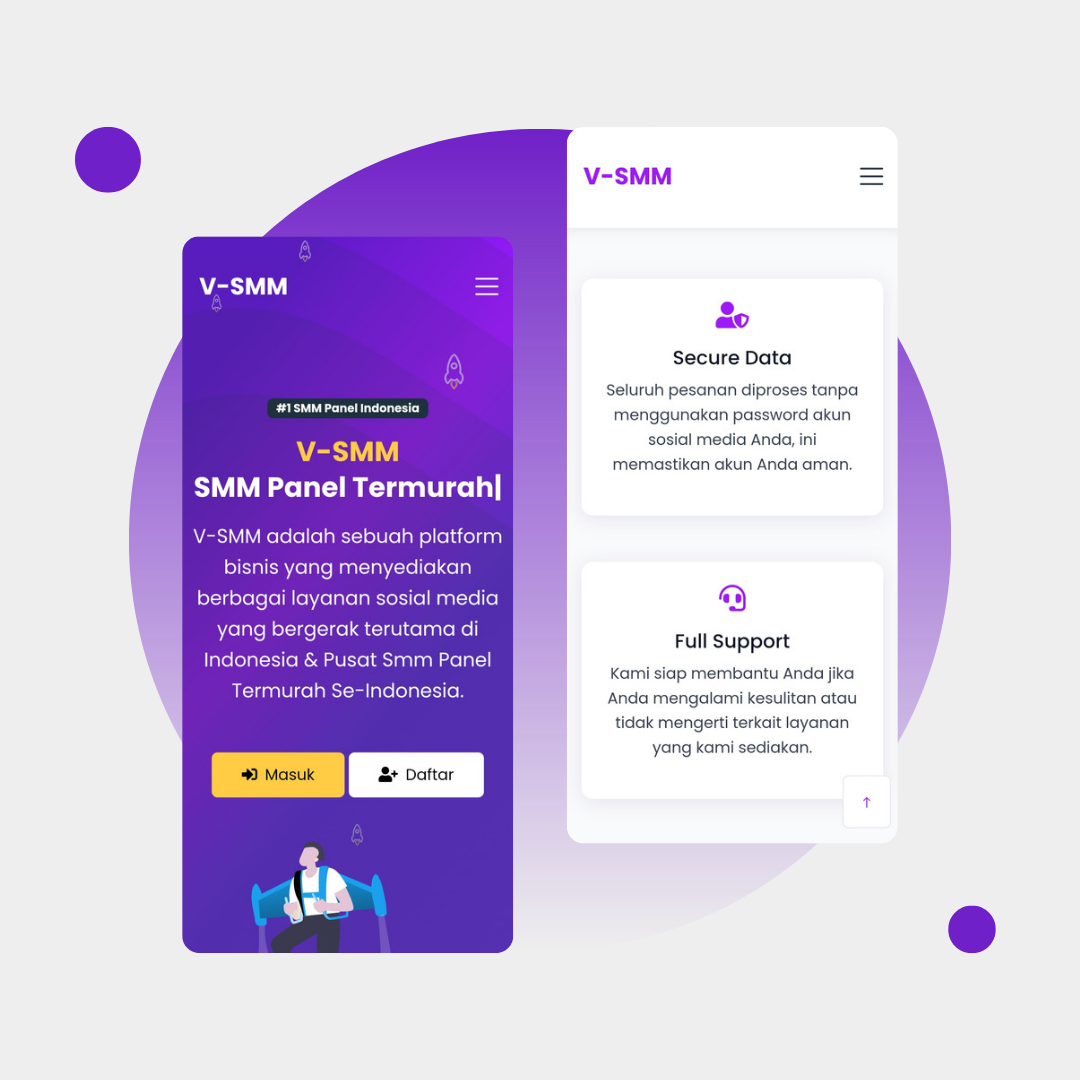 V-SMM
#1 SMM Panel Indonesia
V-SMM
SMM Panel Termurah|
V-SMM adalah sebuah platform
bisnis yang menyediakan
berbagai layanan sosial media
yang bergerak terutama di
Indonesia & Pusat Smm Panel
Termurah Se-Indonesia.
Masuk
Daftar
V-SMM
Secure Data
Seluruh pesanan diproses tanpa
menggunakan password akun
sosial media Anda, ini
memastikan akun Anda aman.
Full Support
Kami siap membantu Anda jika
Anda mengalami kesulitan atau
tidak mengerti terkait layanan
yang kami sediakan.